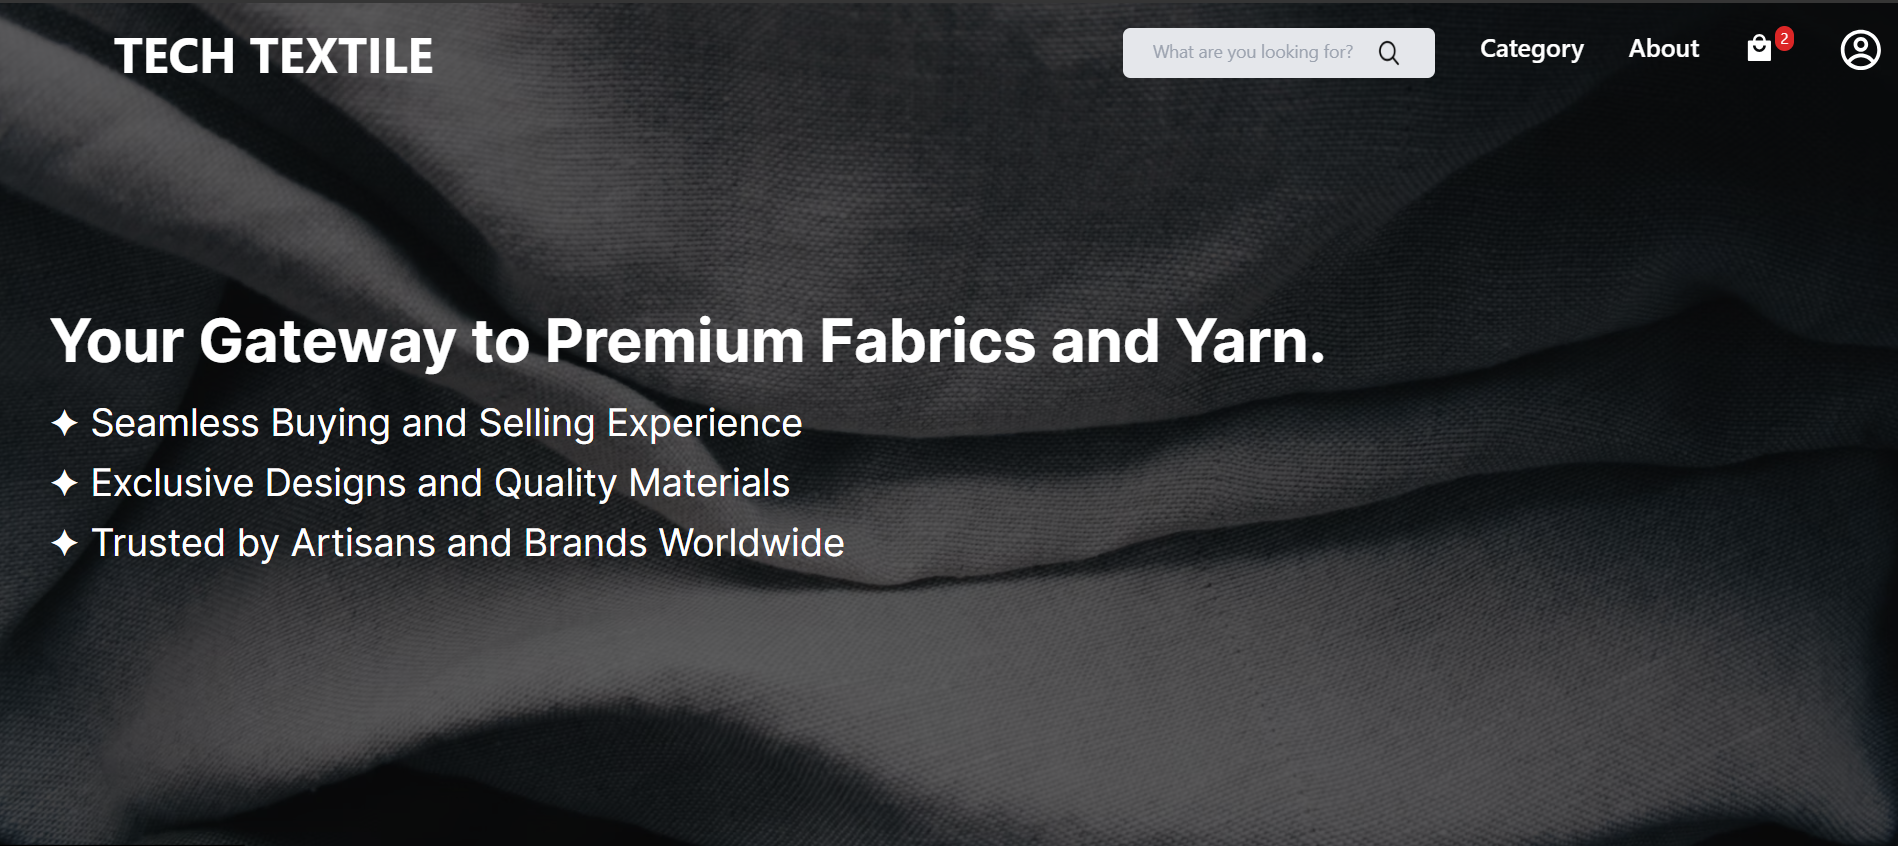 TECH TEXTILE
What are you looking for?
Category
About
2
Your Gateway to Premium Fabrics and Yarn.
✦ Seamless Buying and Selling Experience
✦ Exclusive Designs and Quality Materials
✦ Trusted by Artisans and Brands Worldwide